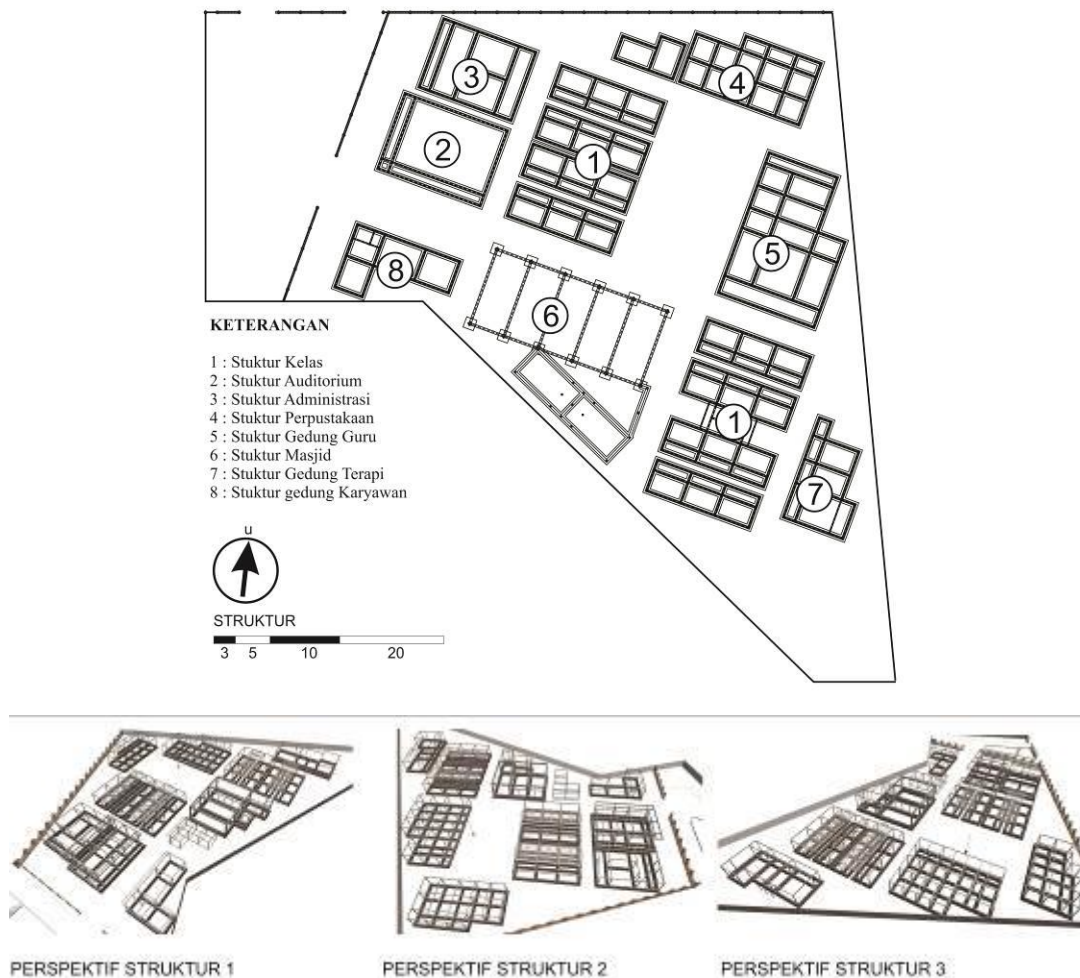 3
4
2
1
5
8
6
KETERANGAN
1 : Stuktur Kelas
2 : Stuktur Auditorium
3 : Stuktur Administrasi
4 : Stuktur Perpustakaan
5 : Stuktur Gedung Guru
6 : Stuktur Masjid
7 : Stuktur Gedung Terapi
8 : Stuktur gedung Karyawan
1
7
u
STRUKTUR
3 5 10 20
PERSPEKTIF STRUKTUR 1
PERSPEKTIF STRUKTUR 2
PERSPEKTIF STRUKTUR 3